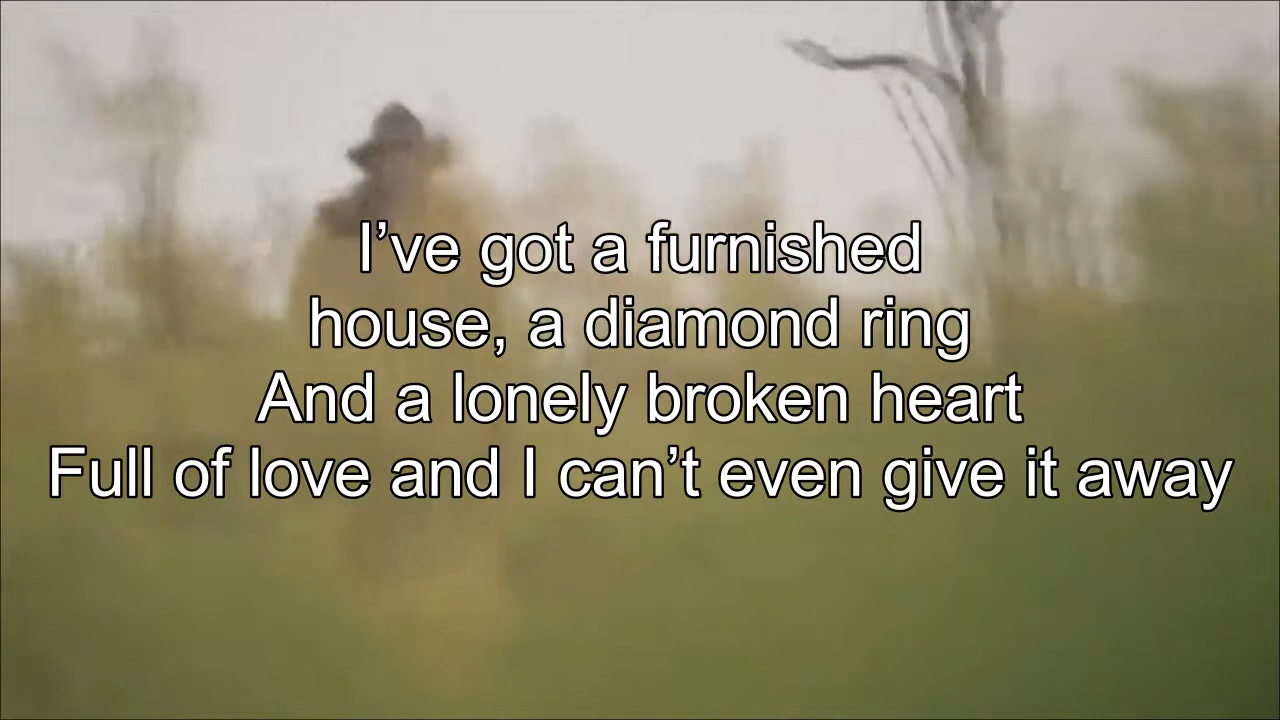 I’ve got a furnished
house, a diamond ring
And a lonely broken heart
Full of love and I can’t even give it away